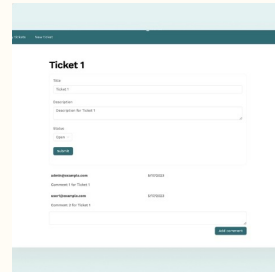 New Ticket
Ticket 1
Title
Ticket 1
Description
Description for Ticket 1
Status
Open
SUBMIT
admin@example.com
Comment 1 for Ticket 1
user1@example.com
Comment 2 for Ticket 1
ADD COMMENT